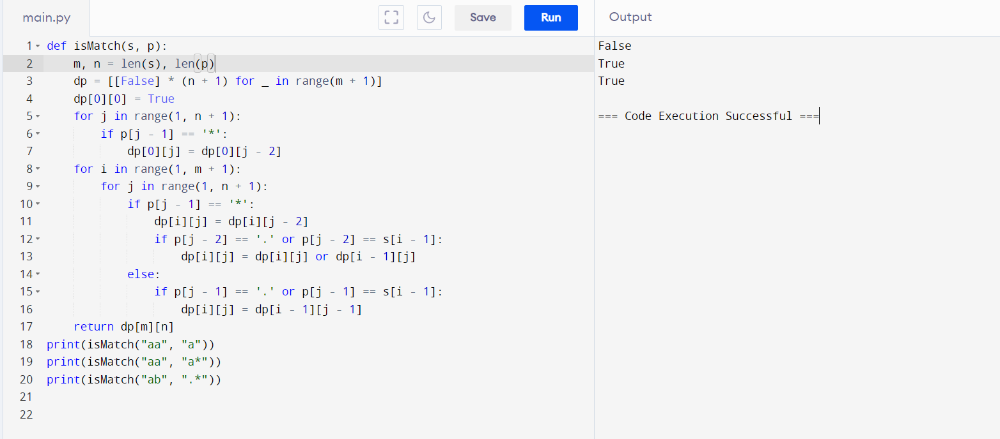 main.py
Save
Run
Output
1 def isMatch(s, p):
2     m, n = len(s), len(p)
3     dp = [[False] * (n + 1) for _ in range(m + 1)]
4     dp[0][0] = True
5     for j in range(1, n + 1):
6         if p[j - 1] == '*':
7             dp[0][j] = dp[0][j - 2]
8     for i in range(1, m + 1):
9         for j in range(1, n + 1):
10             if p[j - 1] == '*':
11                 dp[i][j] = dp[i][j - 2]
12                 if p[j - 2] == '.' or p[j - 2] == s[i - 1]:
13                     dp[i][j] = dp[i][j] or dp[i - 1][j]
14             else:
15                 if p[j - 1] == '.' or p[j - 1] == s[i - 1]:
16                     dp[i][j] = dp[i - 1][j - 1]
17     return dp[m][n]
18 print(isMatch("aa", "a"))
19 print(isMatch("aa", "a*"))
20 print(isMatch("ab", ".*"))
21
22
False
True
True
=== Code Execution Successful ===